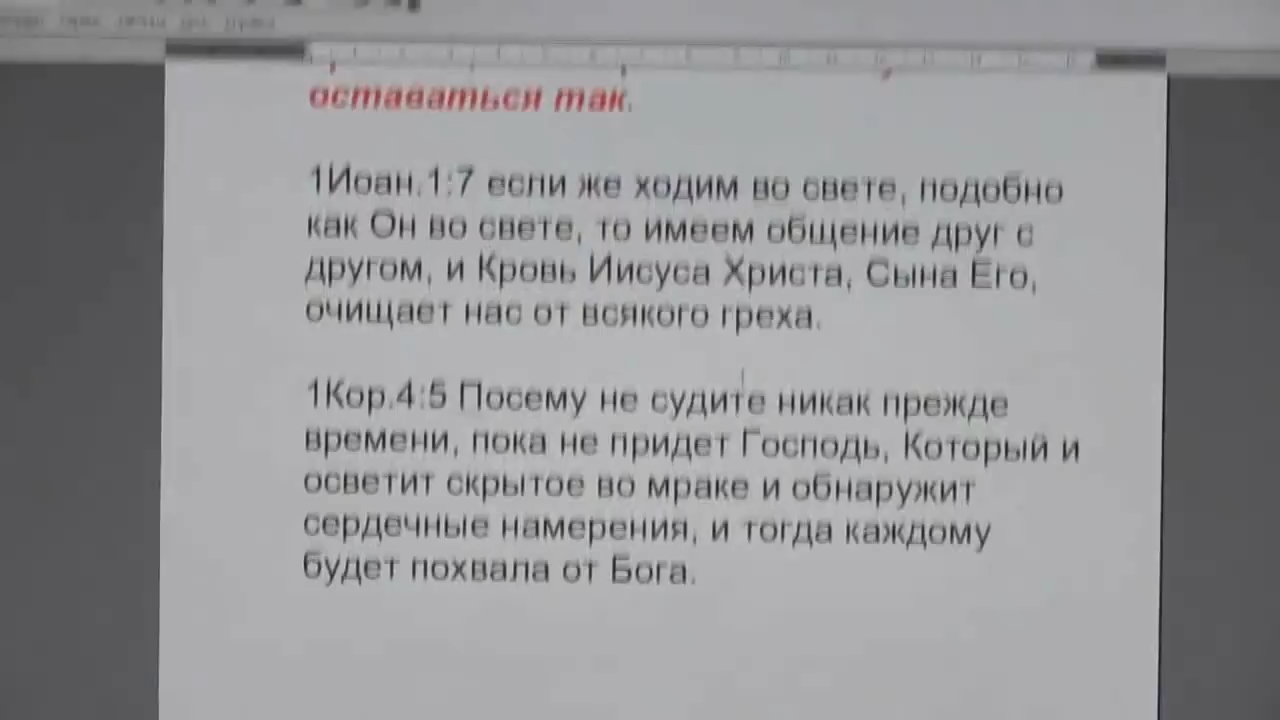 оставаться так.
1Иоан.1:7 если же ходим во свете, подобно
как Он во свете, то имеем общение друг с
другом, и Кровь Иисуса Христа, Сына Его,
очищает нас от всякого греха.
1Кор.4:5 Посему не судите никак прежде
времени, пока не придет Господь, Который и
осветит скрытое во мраке и обнаружит
сердечные намерения, и тогда каждому
будет похвала от Бога.